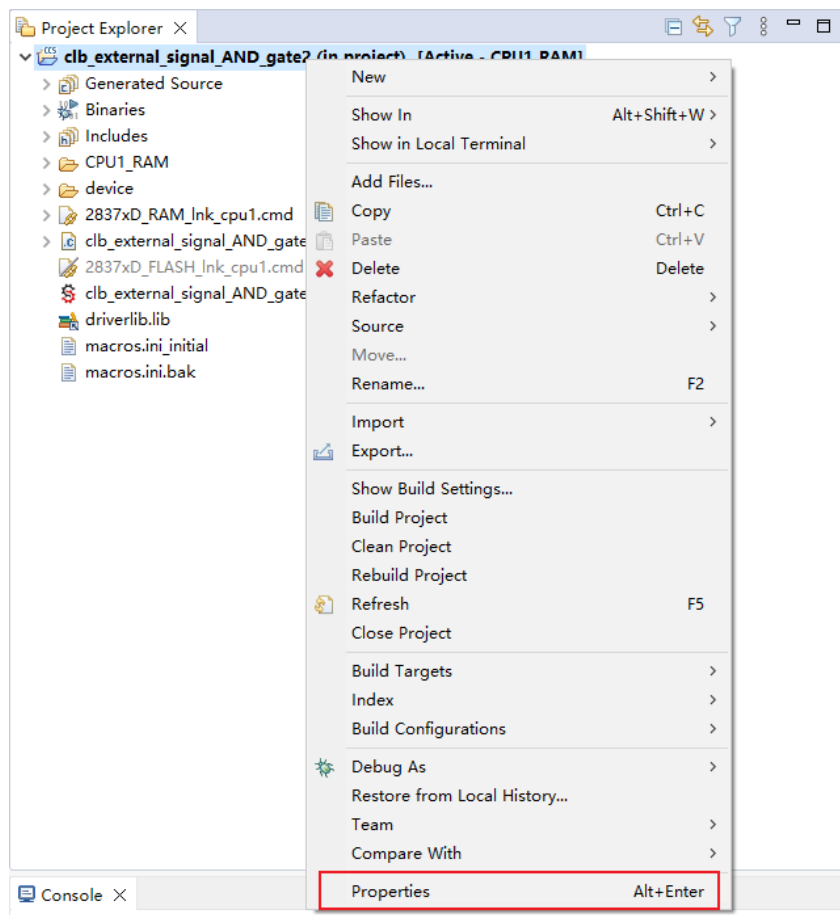 Project Explorer
clb_external_signal_AND_gate2 (in project) [Active - CPU1_RAM]
Generated Source
Binaries
Includes
CPU1_RAM
device
2837xD_RAM_lnk_cpu1.cmd
clb_external_signal_AND_gate
2837xD_FLASH_lnk_cpu1.cmd
clb_external_signal_AND_gate
driverlib.lib
macros.ini_initial
macros.ini.bak
New
Show In Alt+Shift+W
Show in Local Terminal
Add Files...
Copy Ctrl+C
Paste Ctrl+V
Delete Delete
Refactor
Source
Move...
Rename... F2
Import
Export...
Show Build Settings...
Build Project
Clean Project
Rebuild Project
Refresh F5
Close Project
Build Targets
Index
Build Configurations
Debug As
Restore from Local History...
Team
Compare With
Properties Alt+Enter
Console